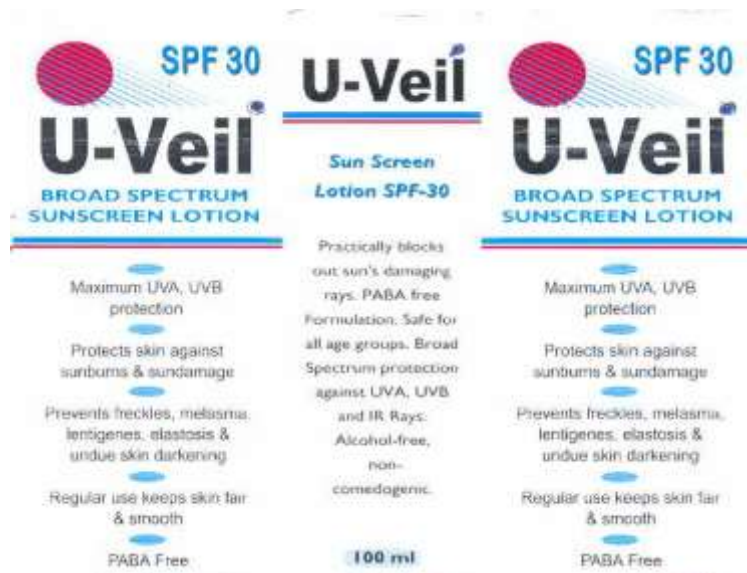 SPF 30
U-Veil
BROAD SPECTRUM
SUNSCREEN LOTION
Maximum UVA, UVB
protection
Protects skin against
sunburns & sundamage
Prevents freckles, melasma,
lentigenes, elastosis &
undue skin darkening
Regular use keeps skin fair
& smooth
PABA Free
U-Veil
Sun Screen
Lotion SPF-30
Practically blocks
out sun's damaging
rays. PABA free
Formulation. Safe for
all age groups. Broad
Spectrum protection
against UVA, UVB
and IR Rays.
Alcohol-free,
non-
comedogenic.
100 ml
SPF 30
U-Veil
BROAD SPECTRUM
SUNSCREEN LOTION
Maximum UVA, UVB
protection
Protects skin against
sunburns & sundamage
Prevents freckles, melasma,
lentigenes, elastosis &
undue skin darkening
Regular use keeps skin fair
& smooth
PABA Free